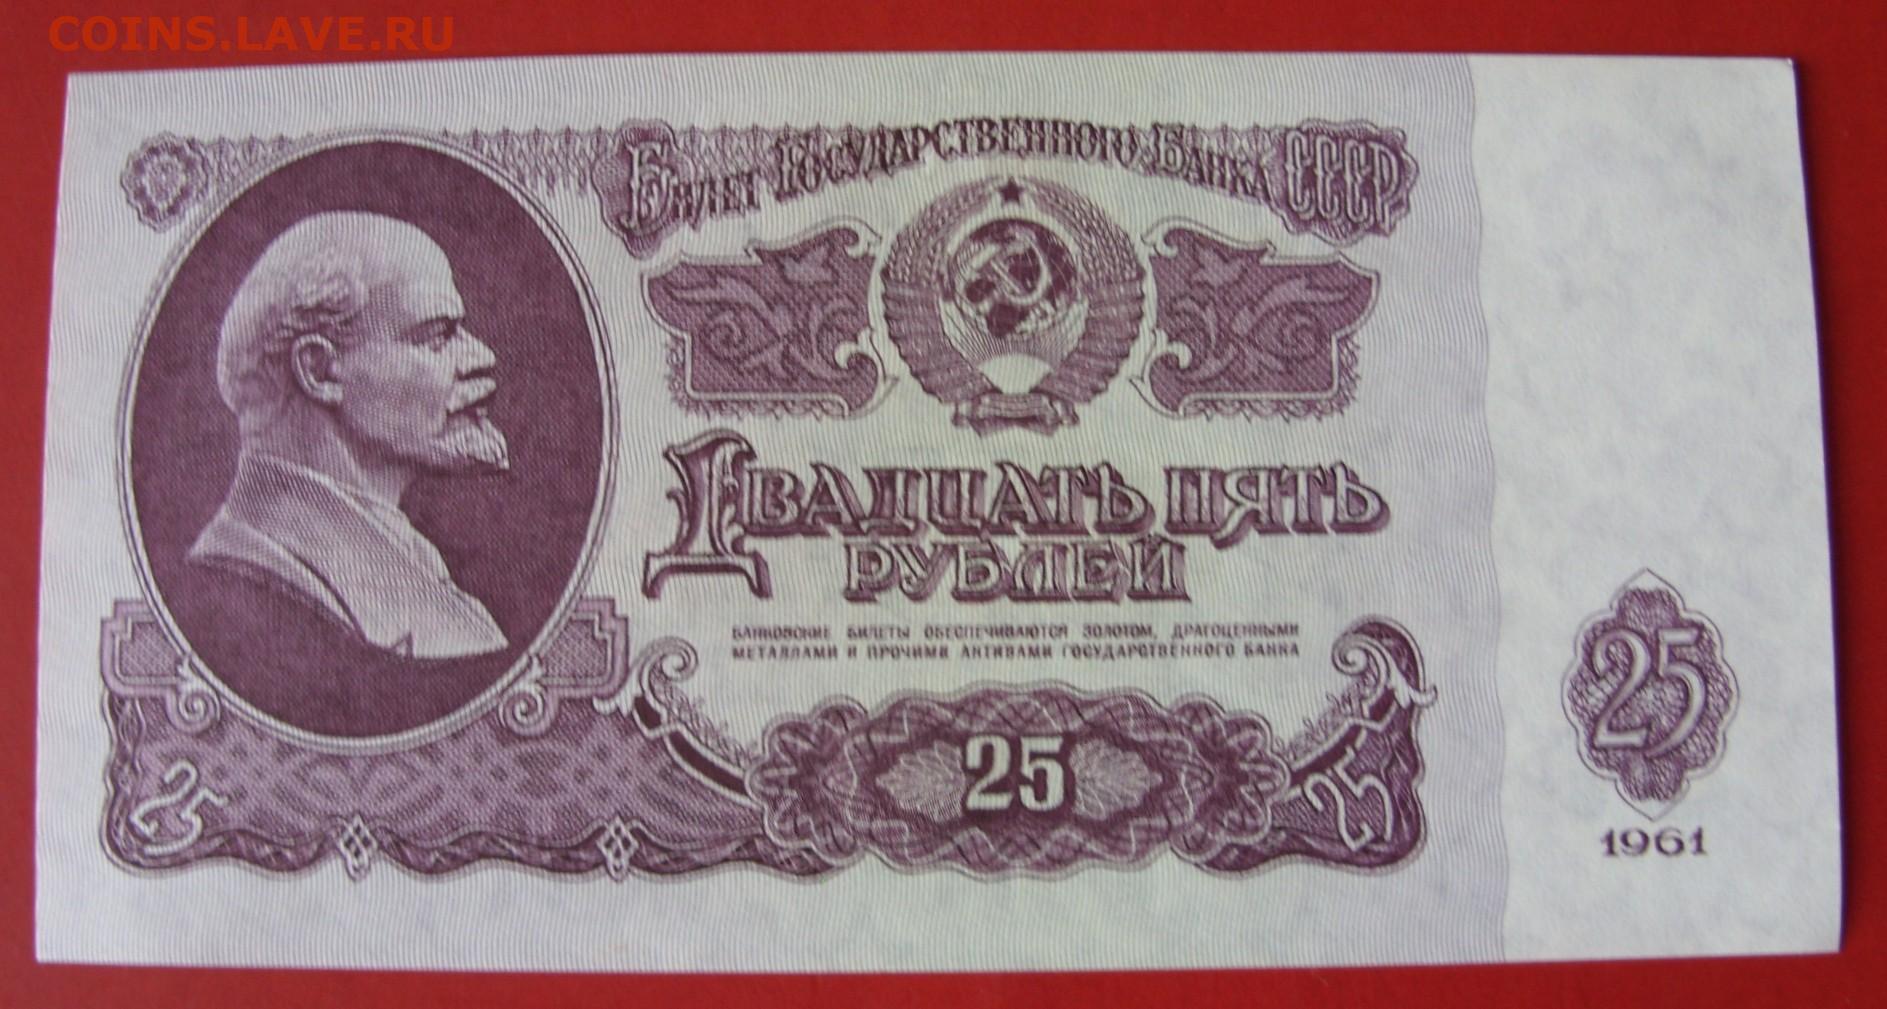 COINS.LAVE.RU
Билет Государственного Банка СССР
Двадцать пять
рублей
БАНКОВСКИЕ БИЛЕТЫ ОБЕСПЕЧИВАЮТСЯ ЗОЛОТОМ, ДРАГОЦЕННЫМИ
МЕТАЛЛАМИ И ПРОЧИМИ АКТИВАМИ ГОСУДАРСТВЕННОГО БАНКА
25
25
25
25
1961